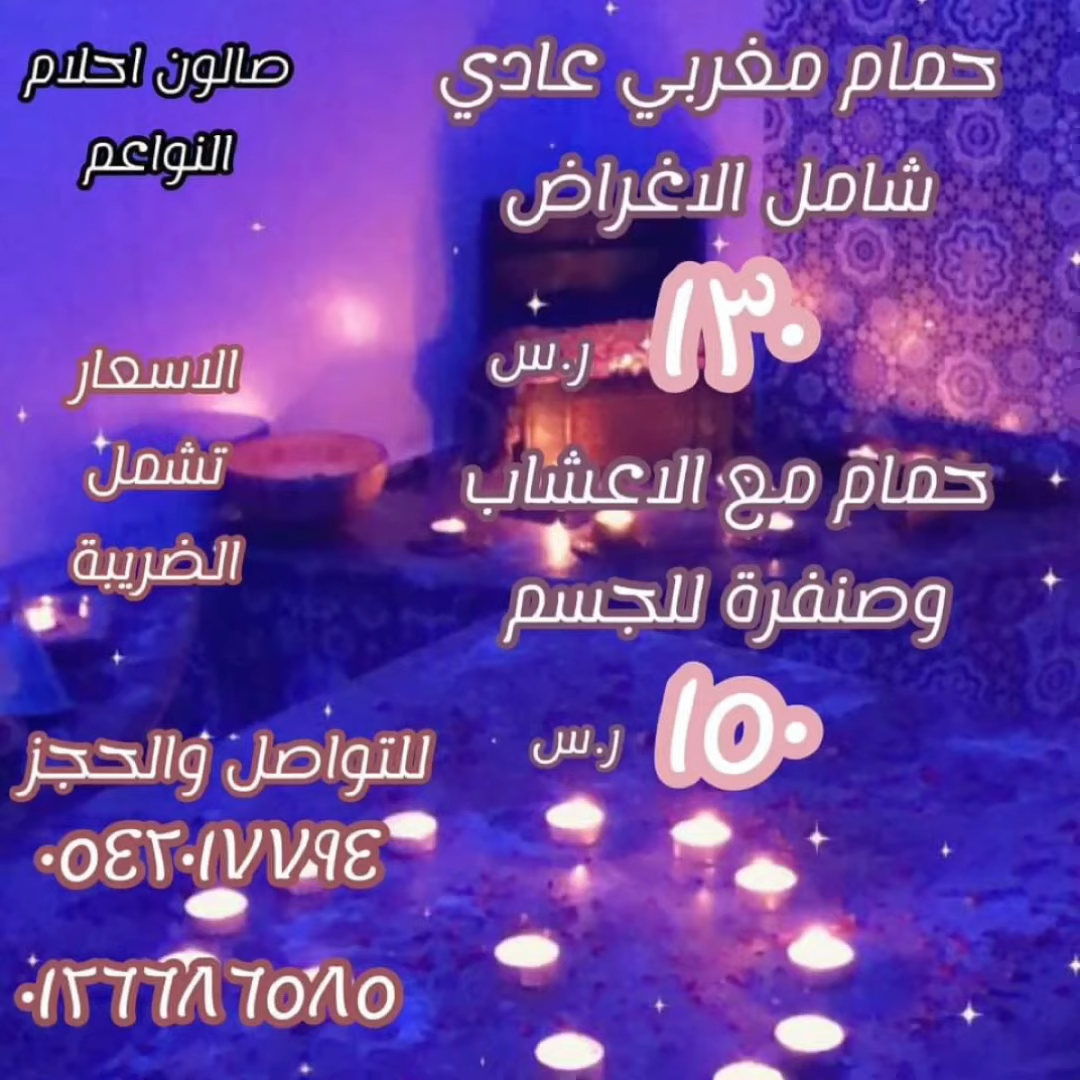 صالون احلام
النواعم
حمام مغربي عادي
شامل الاغراض
١٣٠ ر.س
حمام مع الاعشاب
وصنفرة للجسم
١٥٠ ر.س
الاسعار
تشمل
الضريبة
للتواصل والحجز
٠٥٤٢٠١٧٧٩٤
٠١٢٦٦٨٦٥٨٥